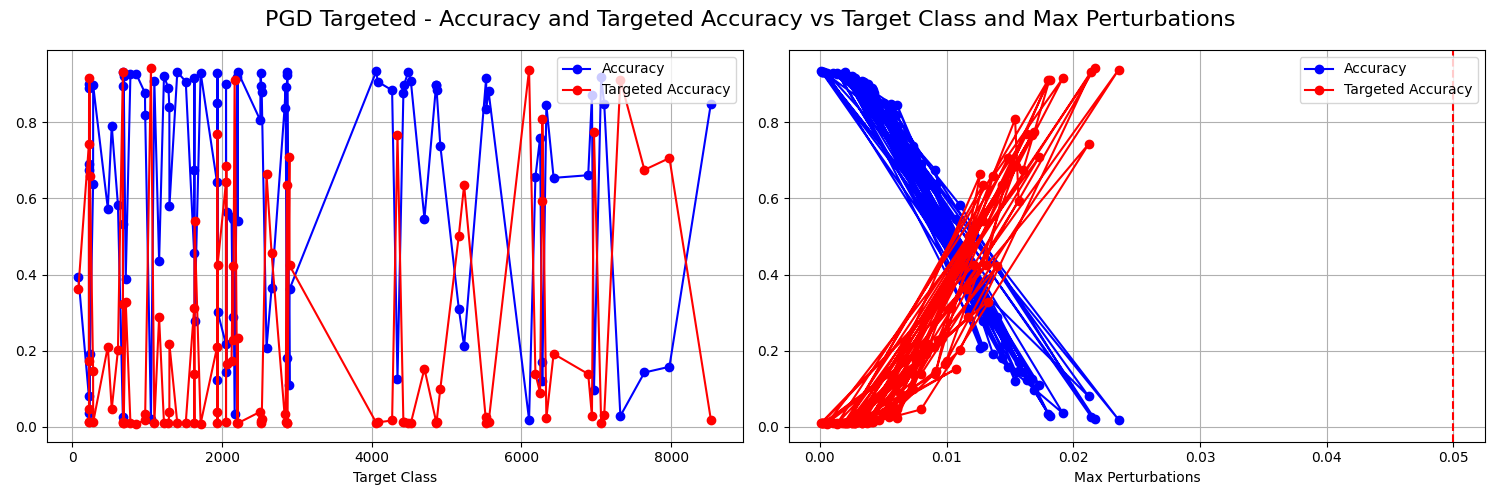 PGD Targeted - Accuracy and Targeted Accuracy vs Target Class and Max Perturbations
Accuracy
Targeted Accuracy
0.8
0.6
0.4
0.2
0.0
0 2000 4000 6000 8000
Target Class
Accuracy
Targeted Accuracy
0.8
0.6
0.4
0.2
0.0
0.00 0.01 0.02 0.03 0.04 0.05
Max Perturbations